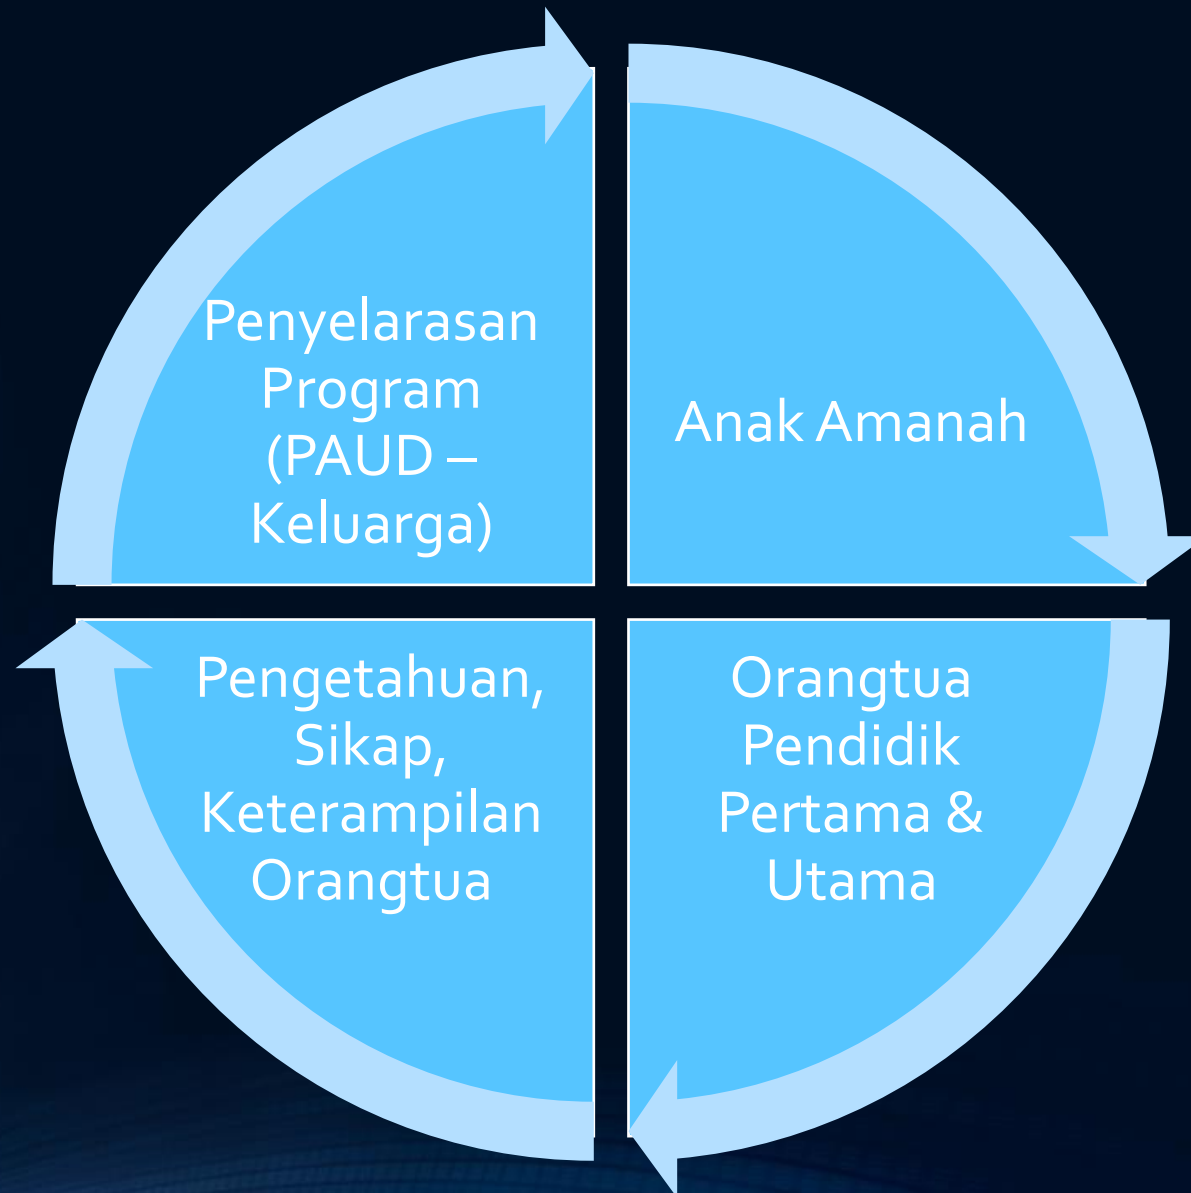 Penyelarasan
Program
(PAUD –
Keluarga)
Anak Amanah
Pengetahuan,
Sikap,
Keterampilan
Orangtua
Orangtua
Pendidik
Pertama &
Utama